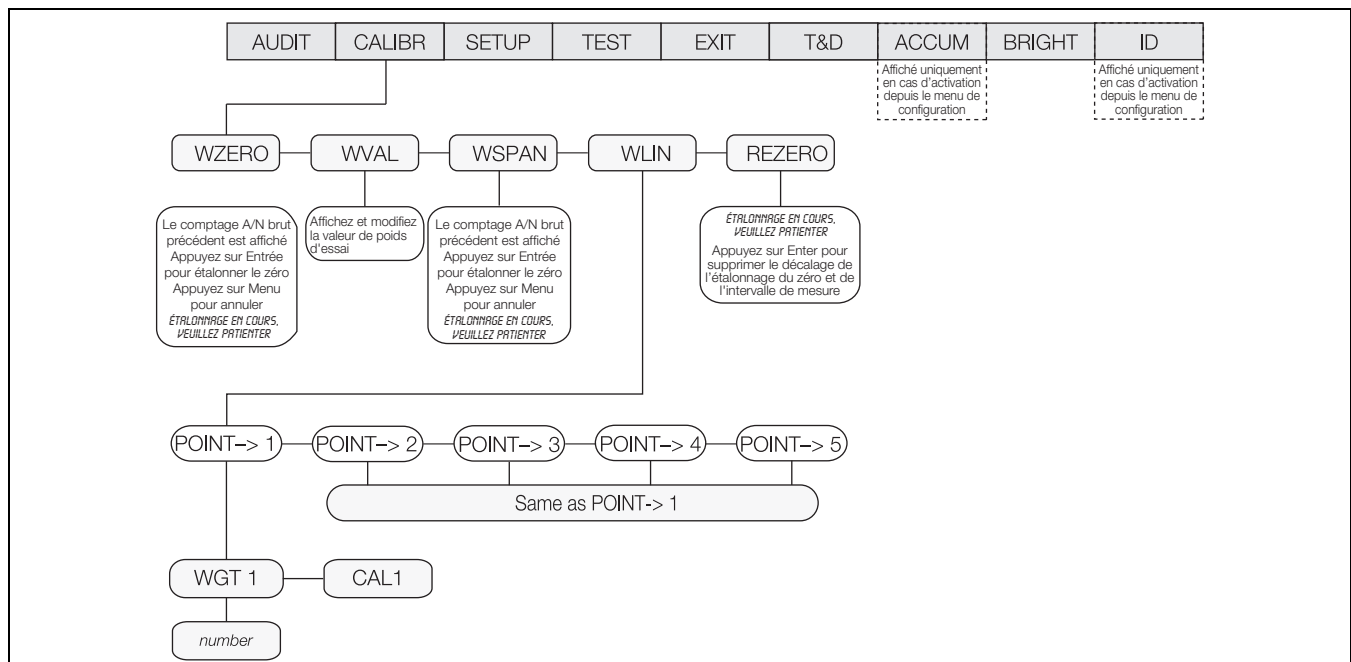 AUDIT CALIBR SETUP TEST EXIT T&D ACCUM BRIGHT ID
Affiché uniquement
en cas d'activation
depuis le menu de
configuration
Affiché uniquement
en cas d'activation
depuis le menu de
configuration
WZERO WVAL WSPAN WLIN REZERO
Le comptage A/N brut
précédent est affiché
Appuyez sur Entrée
pour étalonner le zéro
Appuyez sur Menu
pour annuler
ÉTALONNAGE EN COURS,
VEUILLEZ PATIENTER
Affichez et modifiez
la valeur de poids
d'essai
Le comptage A/N brut
précédent est affiché
Appuyez sur Entrée
pour étalonner le zéro
Appuyez sur Menu
pour annuler
ÉTALONNAGE EN COURS,
VEUILLEZ PATIENTER
ÉTALONNAGE EN COURS,
VEUILLEZ PATIENTER
Appuyez sur Enter pour
supprimer le décalage de
l'étalonnage du zéro et de
l'intervalle de mesure
POINT–> 1 POINT–> 2 POINT–> 3 POINT–> 4 POINT–> 5
Same as POINT-> 1
WGT 1 CAL1
number